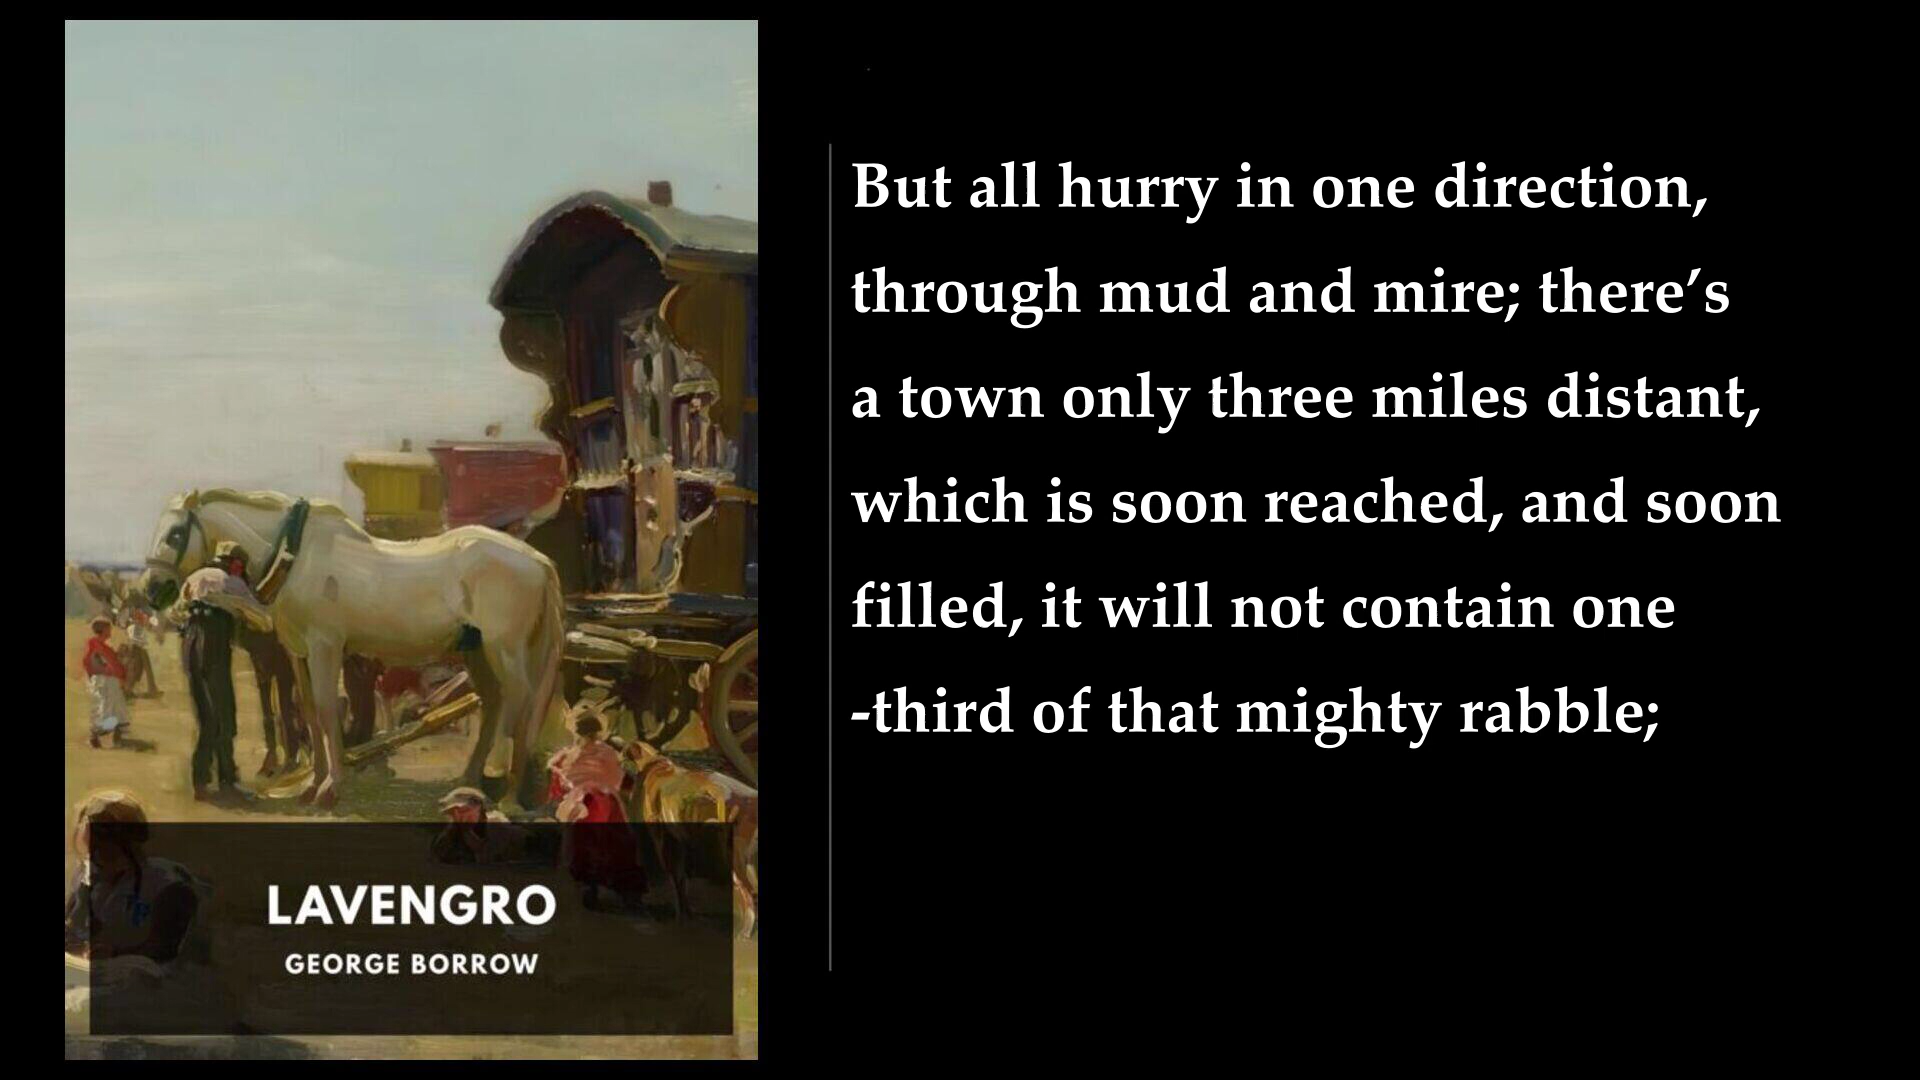 But all hurry in one direction,
through mud and mire; there’s
a town only three miles distant,
which is soon reached, and soon
filled, it will not contain one
-third of that mighty rabble;
LAVENGRO
GEORGE BORROW